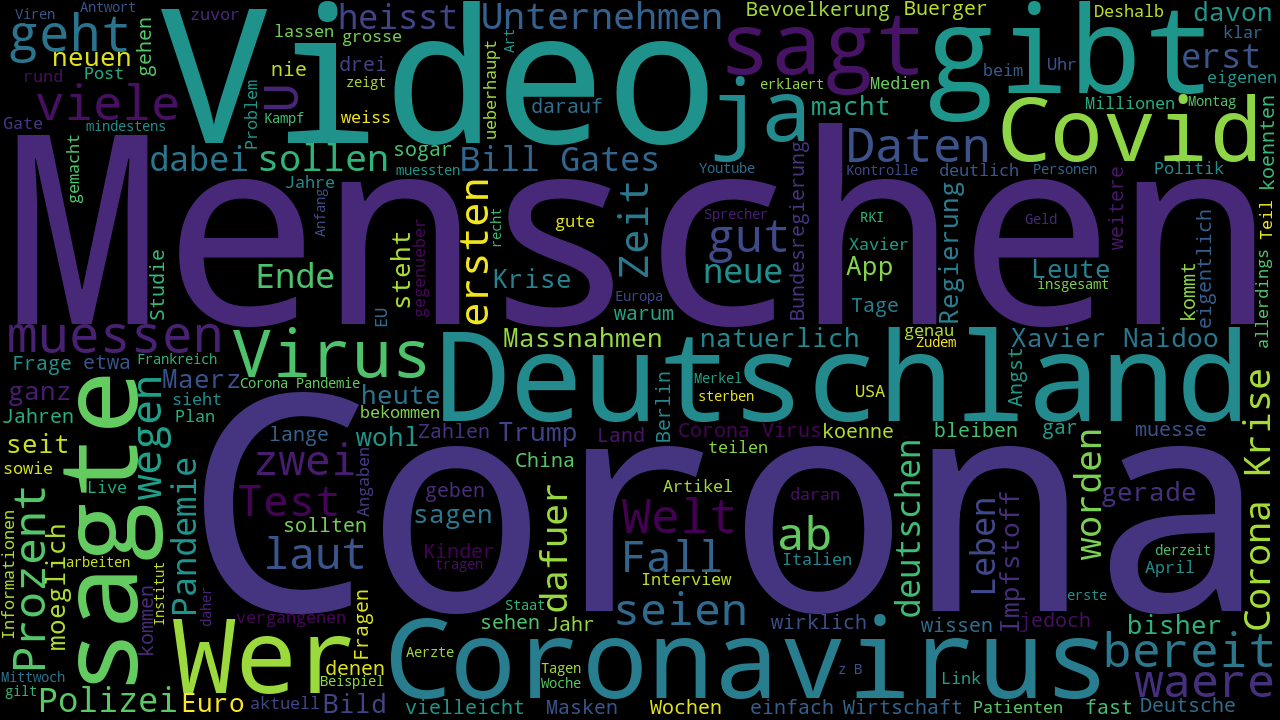 Viren
Antwort
zuvor
geht
neuen
gehen
Video
lassen
grosse
heisst
Unternehmen
Art
Bevoelkerung
Buerger
Deshalb
davon
klar
sagt
gibt
erst
eigenen
rund
Post
viele
Problem
nie
drei
zeigt
U
Kampf
weiss
ueberhaupt
darauf
ja
erklaert
Medien
beim
Uhr
macht
Millionen
Montag
Covid
koennten
Gate
mindestens
gemacht
dabei
sollen
sogar
muessten
Bill Gates
Youtube
Daten
Kontrolle
deutlich
Personen
Politik
Menschen
Jahre
Anfang
ersten
recht
gute
Zeit
Sprecher
gut
Bundesregierung
RKI
Xavier
App
Regierung
Geld
weitere
Teil
Studie
Ende
steht
gegenueber
Krise
Europa
warum
neue
Tage
Leute
insgesamt
kommt
eigentlich
allerdings
EU
muessen
Virus
Massnahmen
natuerlich
genau
Zudem
Xavier Naidoo
Frage
etwa
Frankreich
Deutschland
Angst
ganz
Maerz
sieht
Corona Pandemie
heute
Berlin
Merkel
sterben
USA
Corona Krise
Jahren
Plan
bekommen
seit
sagte
wegen
lange
wohl
Zahlen
Trump
Land
Corona Virus
koenne
teilen
bleiben
gar
muesse
sowie
Live
zwei
Angaben
China
Corona
Prozent
Pandemie
Test
sollten
geben
sagen
dafuer
Artikel
Welt
daran
ab
deutschen
Leben
worden
gerade
Informationen
moeglich
arbeiten
Institut
laut
Kinder
tragen
Fall
Italien
Interview
Impfstoff
derzeit
April
kommen
daher
vergangenen
Fragen
Staat
seien
erste
sehen
Jahr
wirklich
wissen
jedoch
bisher
Wer
denen
Beispiel
Aerzte
Coronavirus
bereit
Mittwoch
gilt
Tagen
Woche
z B
Link
waere
Polizei
Euro
aktuell
Bild
vielleicht
Masken
Wochen
einfach
Wirtschaft
Patienten
fast
Deutsche